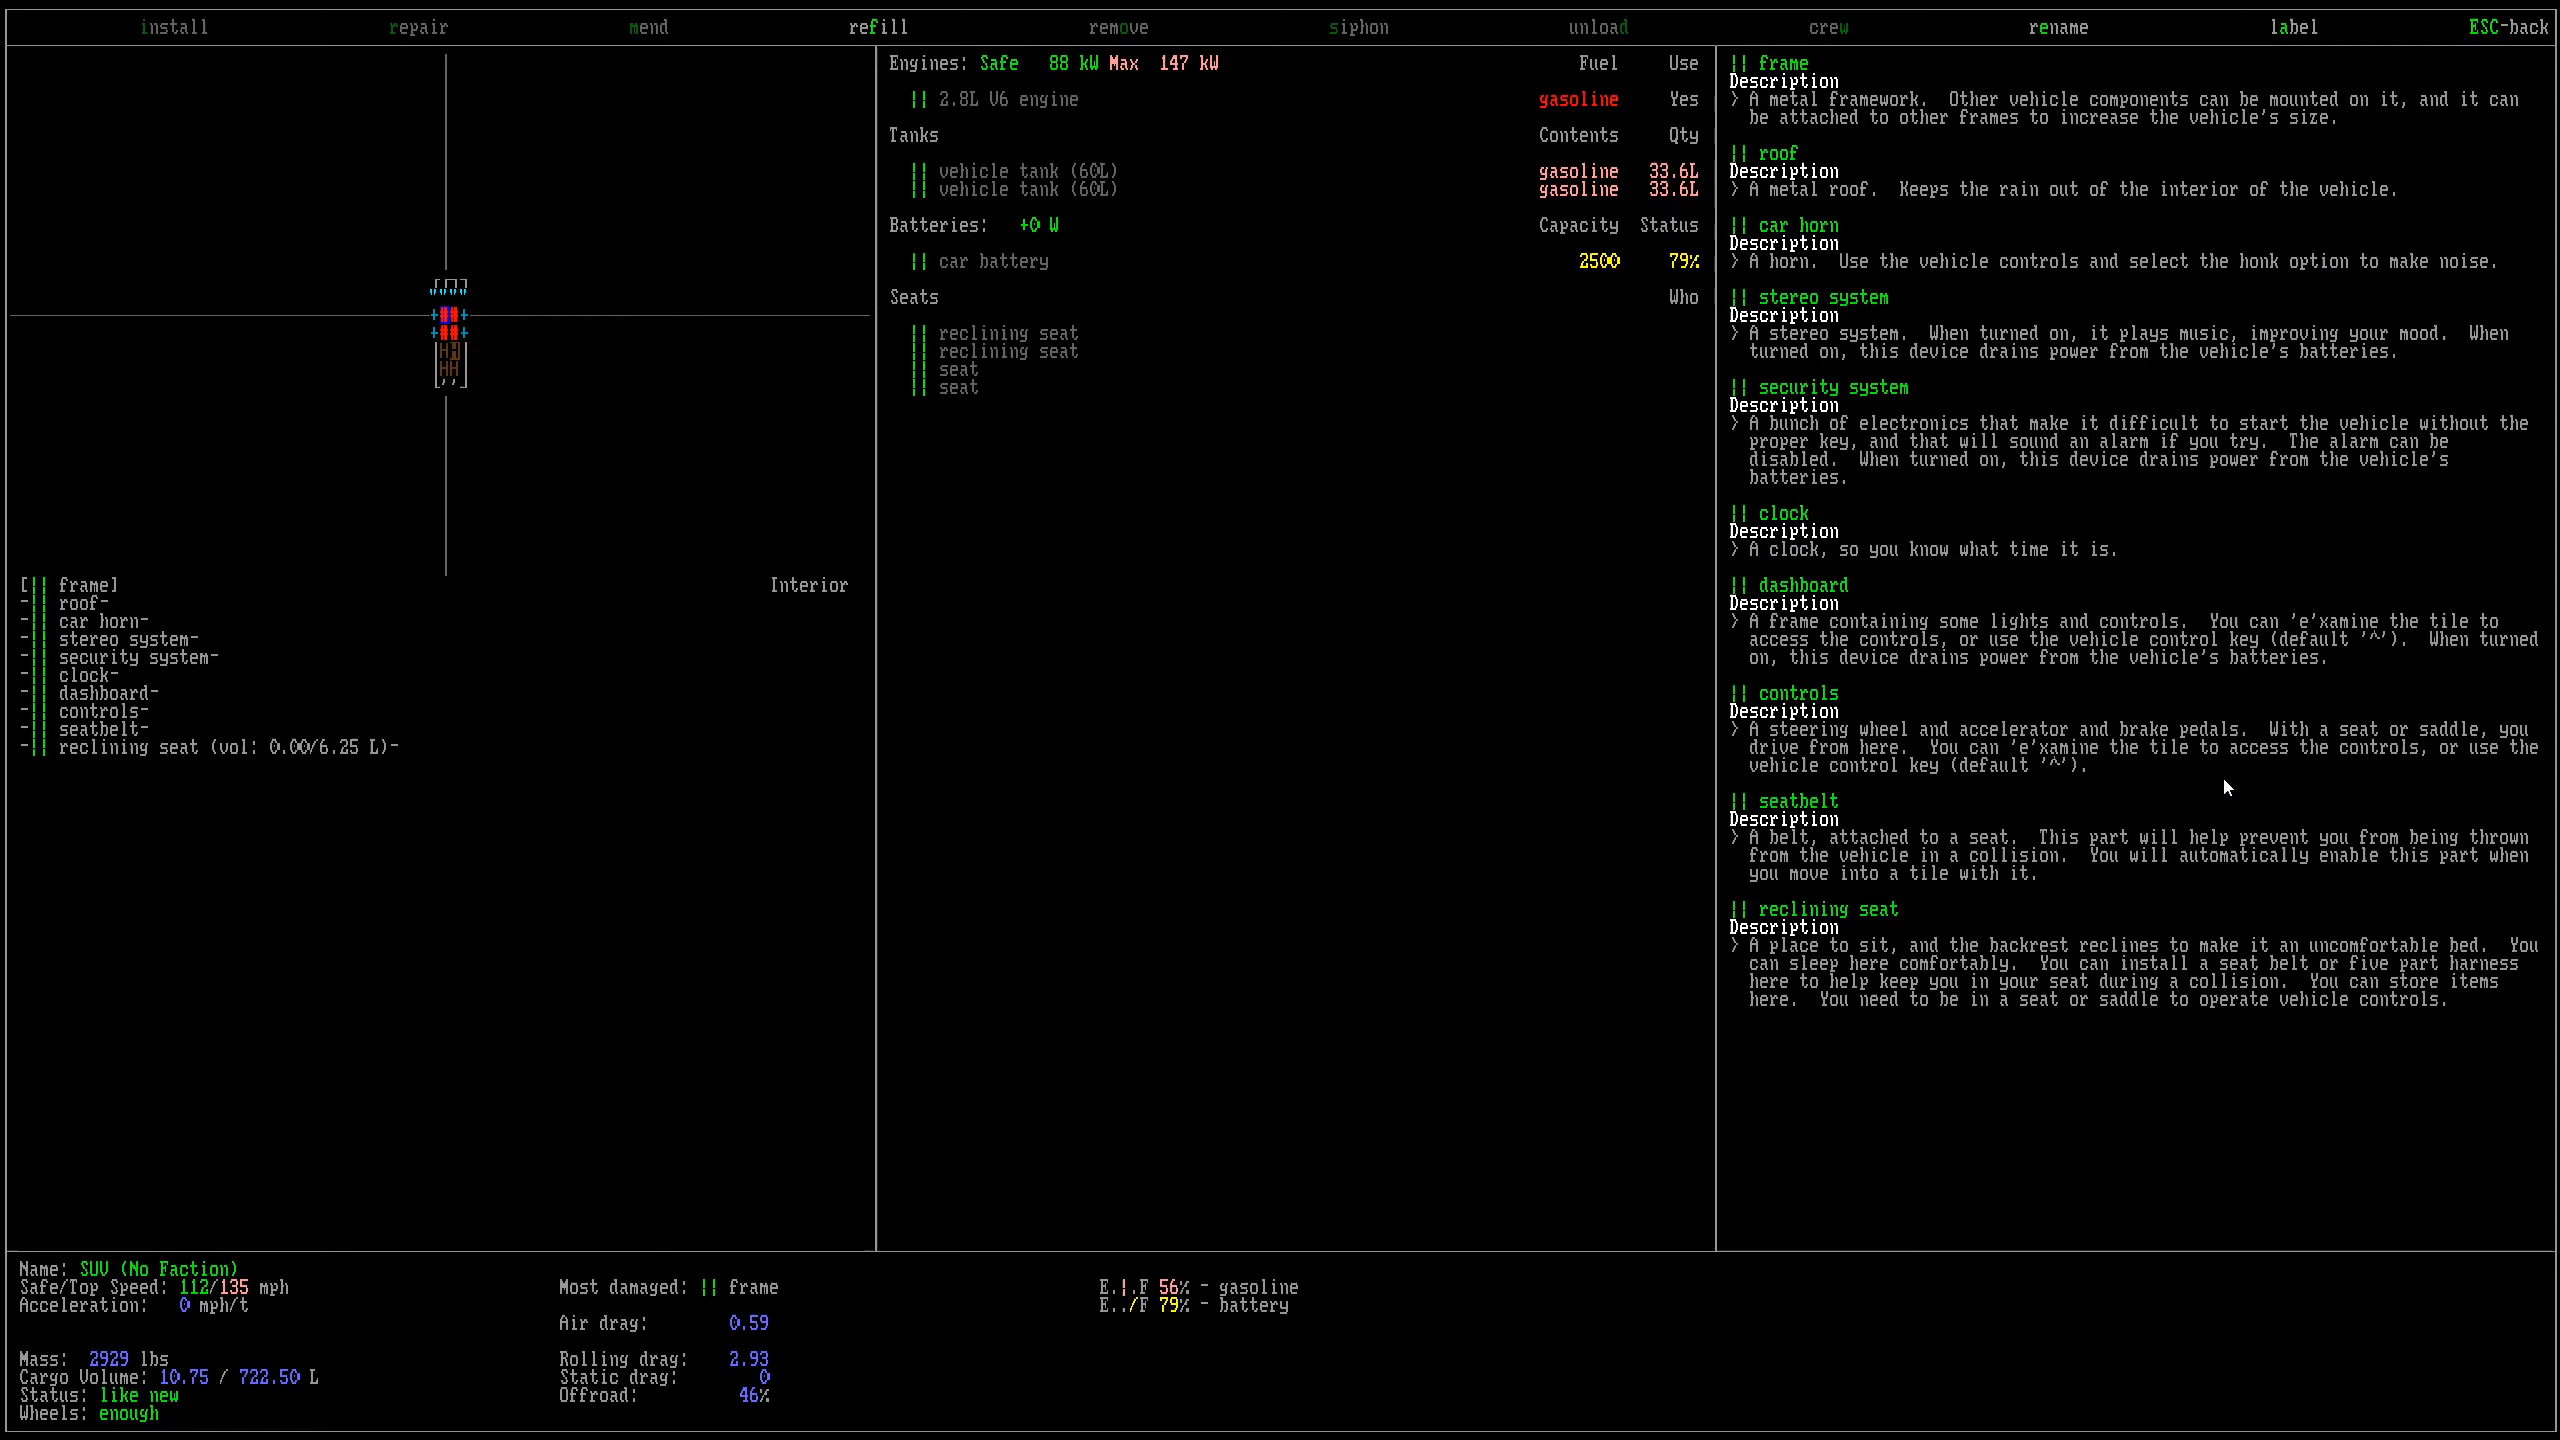 install repair mend refill remove siphon unload crew rename label ESC-back
Engines: Safe 88 kW Max 147 kW Fuel Use
|| 2.8L V6 engine gasoline Yes
Tanks Contents Qty
|| vehicle tank (60L) gasoline 33.6L
|| vehicle tank (60L) gasoline 33.6L
Batteries: +0 W Capacity Status
|| car battery 2500 79%
Seats Who
|| reclining seat
|| reclining seat
|| seat
|| seat
[|| frame] Interior
-|| roof-
-|| car horn-
-|| stereo system-
-|| security system-
-|| clock-
-|| dashboard-
-|| controls-
-|| seatbelt-
-|| reclining seat (vol: 0.00/6.25 L)-
|| frame
Description
> A metal framework.  Other vehicle components can be mounted on it, and it can
be attached to other frames to increase the vehicle's size.
|| roof
Description
> A metal roof.  Keeps the rain out of the interior of the vehicle.
|| car horn
Description
> A horn.  Use the vehicle controls and select the honk option to make noise.
|| stereo system
Description
> A stereo system.  When turned on, it plays music, improving your mood.  When
turned on, this device drains power from the vehicle's batteries.
|| security system
Description
> A bunch of electronics that make it difficult to start the vehicle without the
proper key, and that will sound an alarm if you try.  The alarm can be
disabled.  When turned on, this device drains power from the vehicle's
batteries.
|| clock
Description
> A clock, so you know what time it is.
|| dashboard
Description
> A frame containing some lights and controls.  You can 'e'xamine the tile to
access the controls, or use the vehicle control key (default '^').  When turned
on, this device drains power from the vehicle's batteries.
|| controls
Description
> A steering wheel and accelerator and brake pedals.  With a seat or saddle, you
drive from here.  You can 'e'xamine the tile to access the controls, or use the
vehicle control key (default '^').
|| seatbelt
Description
> A belt, attached to a seat.  This part will help prevent you from being thrown
from the vehicle in a collision.  You will automatically enable this part when
you move into a tile with it.
|| reclining seat
Description
> A place to sit, and the backrest reclines to make it an uncomfortable bed.  You
can sleep here comfortably.  You can install a seat belt or five part harness
here to help keep you in your seat during a collision.  You can store items
here.  You need to be in a seat or saddle to operate vehicle controls.
Name: SUV (No Faction)
Safe/Top Speed: 112/135 mph
Acceleration: 0 mph/t
Mass: 2929 lbs
Cargo Volume: 10.75 / 722.50 L
Status: like new
Wheels: enough
Most damaged: || frame
Air drag: 0.59
Rolling drag: 2.93
Static drag: 0
Offroad: 46%
E.|.F 56% - gasoline
E../F 79% - battery